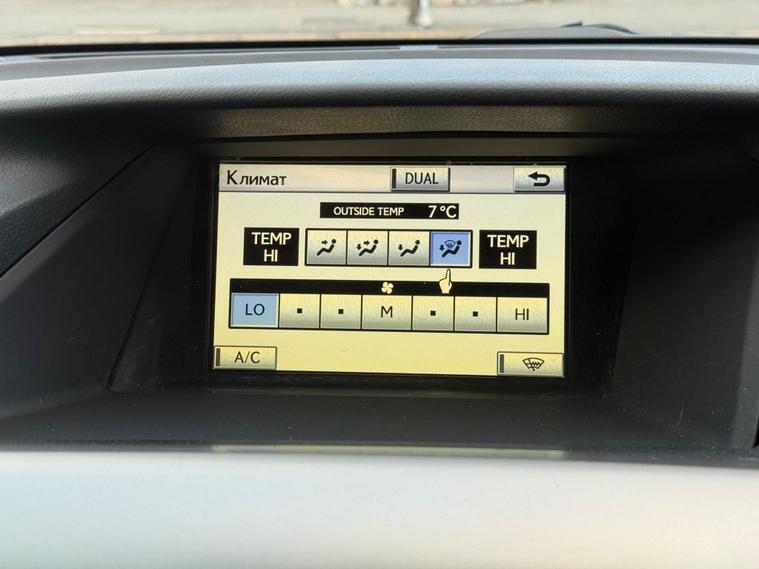 Климат
DUAL
OUTSIDE TEMP 7°C
TEMP HI
TEMP HI
LO
M
HI
A/C